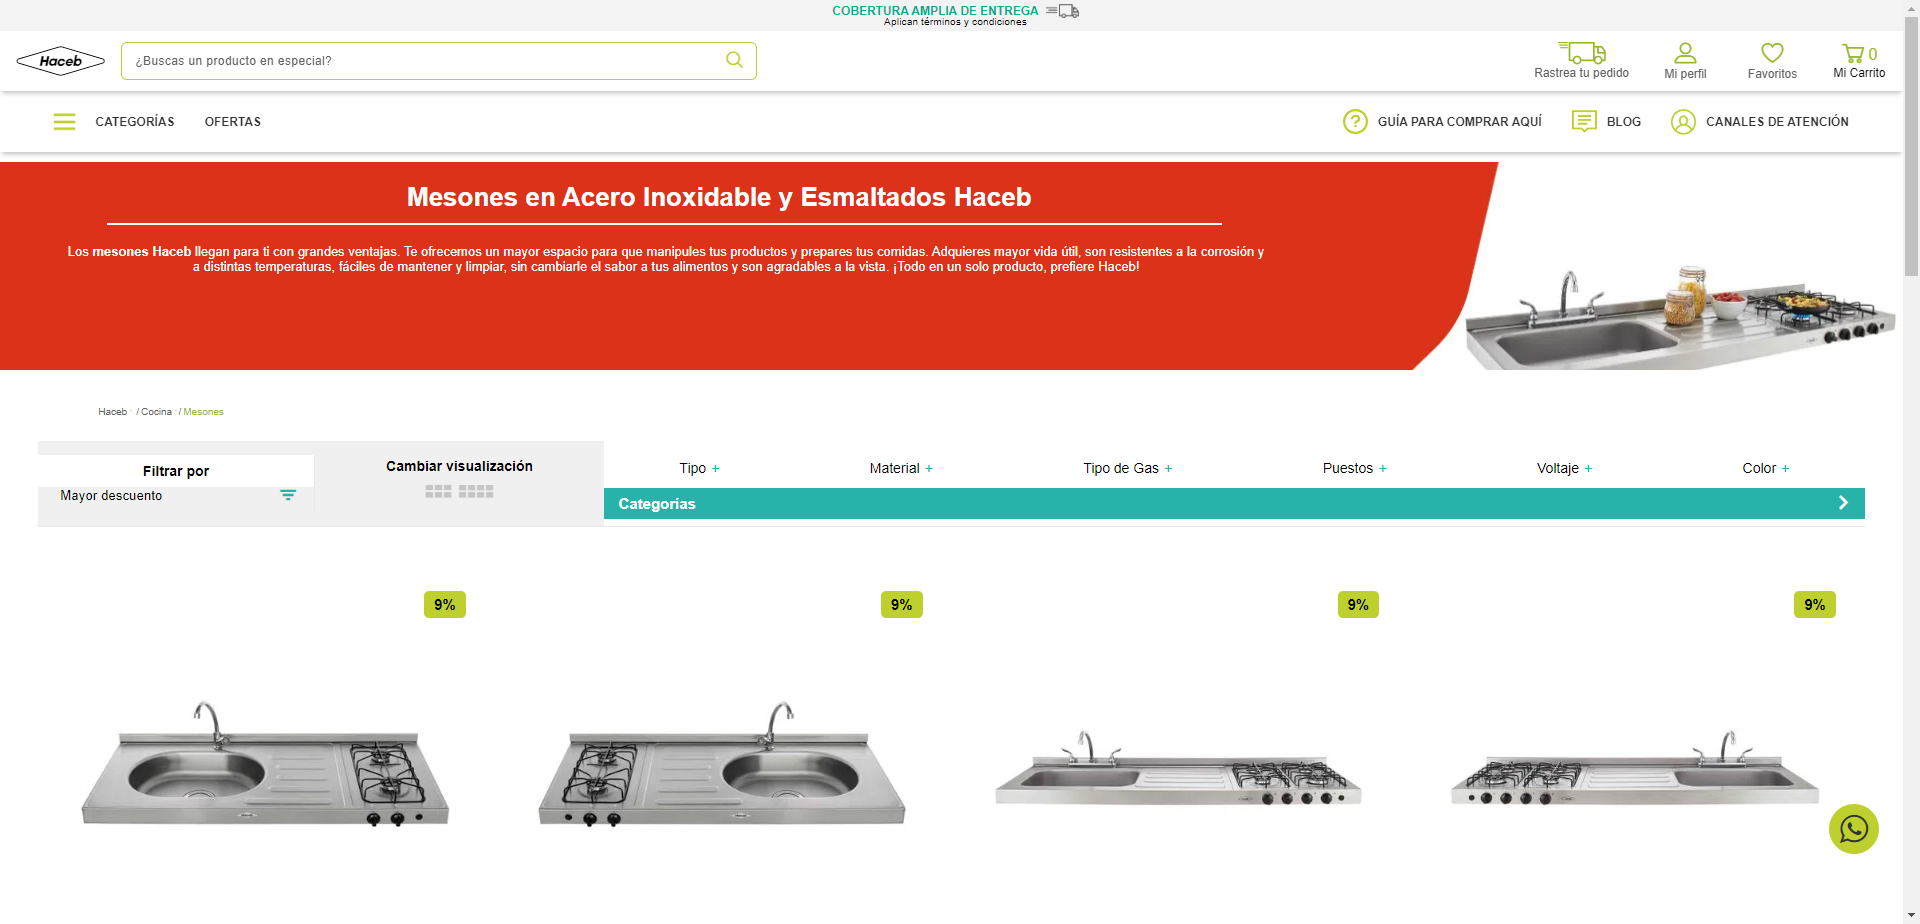 COBERTURA AMPLIA DE ENTREGA
Aplican términos y condiciones
Haceb
¿Buscas un producto en especial?
Rastrea tu pedido
Mi perfil
Favoritos
0
Mi Carrito
CATEGORÍAS
OFERTAS
GUÍA PARA COMPRAR AQUÍ
BLOG
CANALES DE ATENCIÓN
Mesones en Acero Inoxidable y Esmaltados Haceb
Los mesones Haceb llegan para ti con grandes ventajas. Te ofrecemos un mayor espacio para que manipules tus productos y prepares tus comidas. Adquieres mayor vida útil, son resistentes a la corrosión y
a distintas temperaturas, fáciles de mantener y limpiar, sin cambiarle el sabor a tus alimentos y son agradables a la vista. ¡Todo en un solo producto, prefiere Haceb!
Haceb / Cocina / Mesones
Filtrar por
Mayor descuento
Cambiar visualización
Tipo +
Material +
Tipo de Gas +
Puestos +
Voltaje +
Color +
Categorías
9%
9%
9%
9%